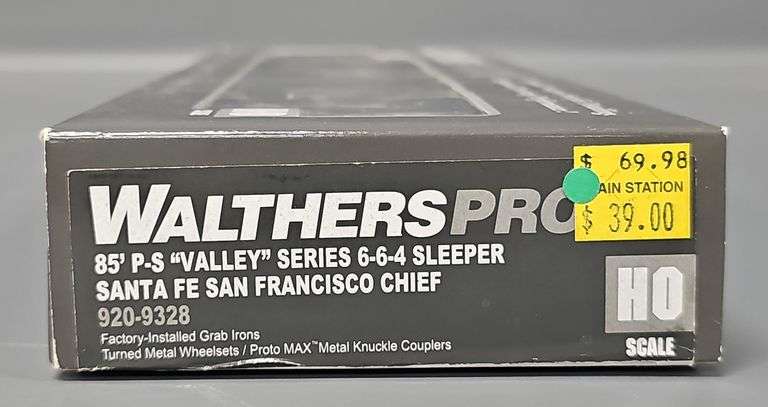 WALTHERSPRO
$ 69.98
AIN STATION
$ 39.00
85' P-S "VALLEY" SERIES 6-6-4 SLEEPER
SANTA FE SAN FRANCISCO CHIEF
920-9328
Factory-Installed Grab Irons
Turned Metal Wheelsets / Proto MAX™ Metal Knuckle Couplers
HO
SCALE